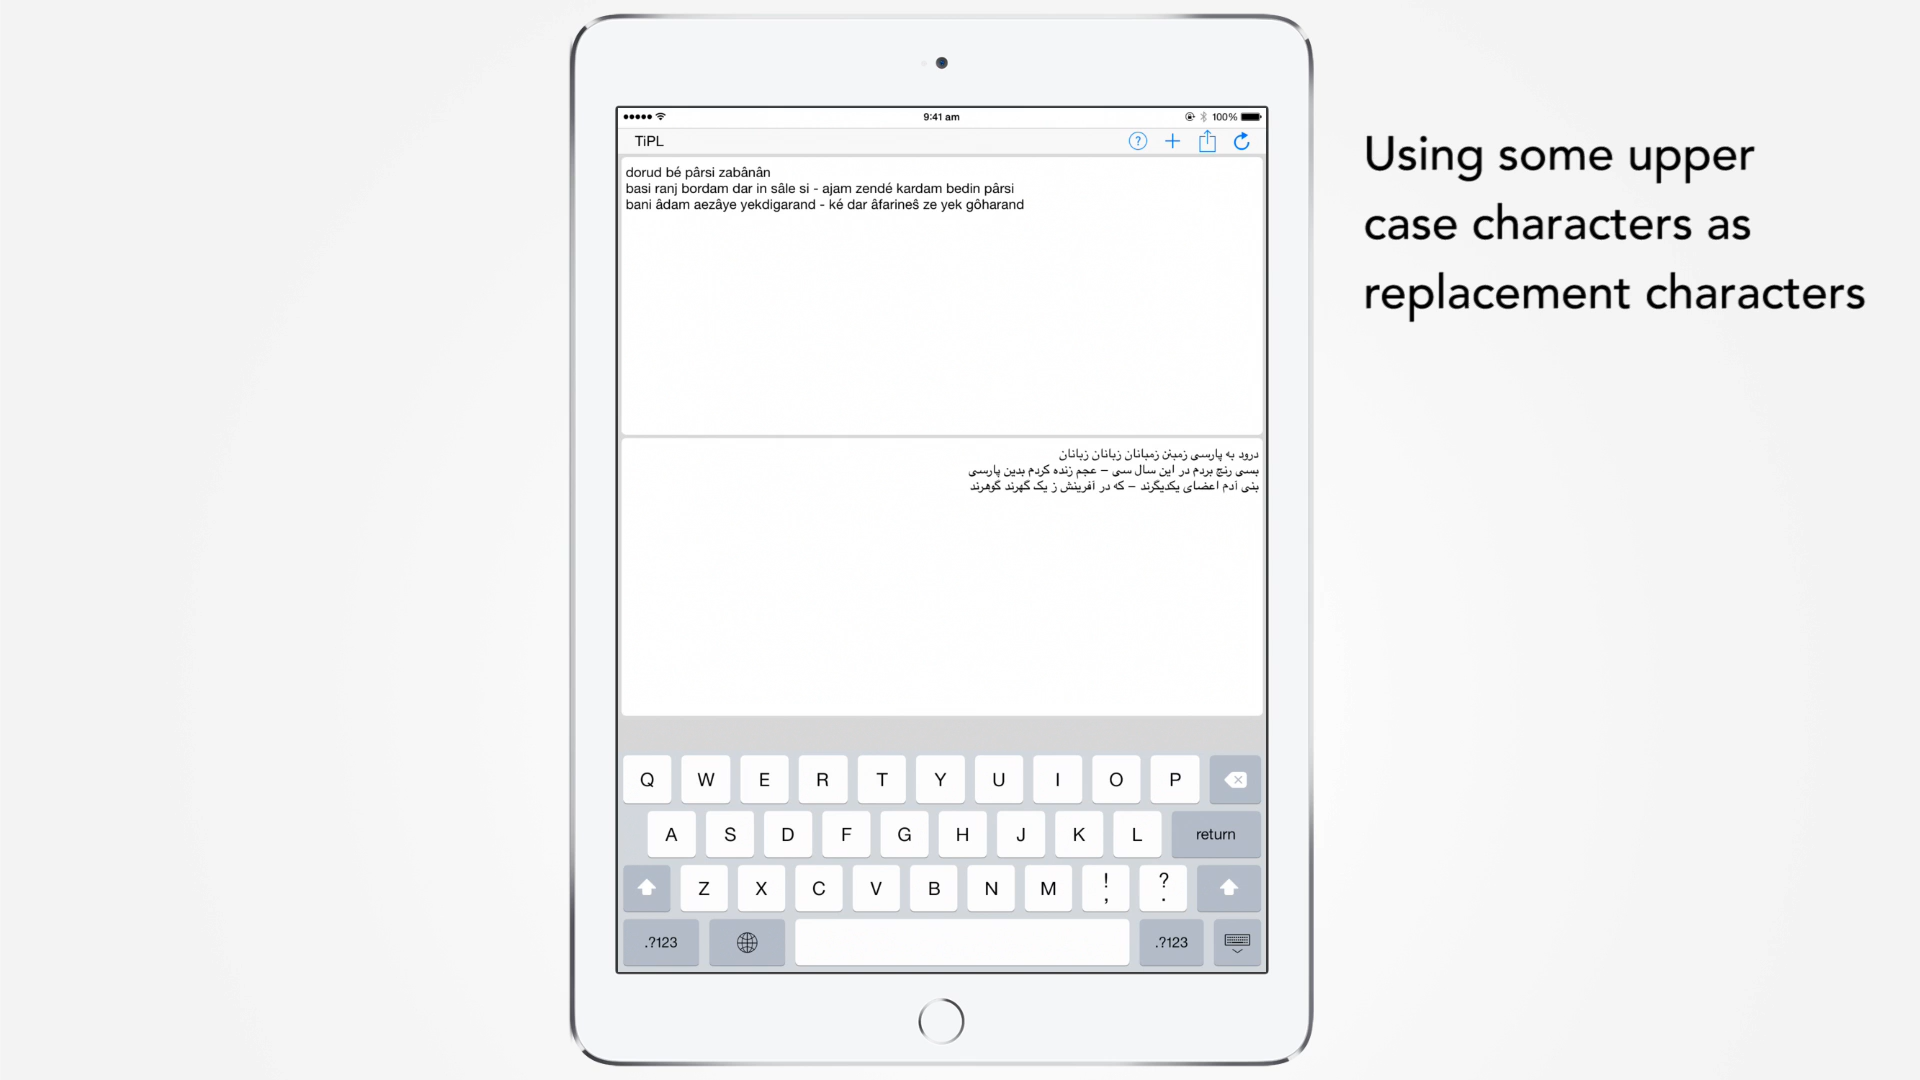 9:41 am
100%
TiPL
?
dorud bé pârsi zabânân
basi ranj bordam dar in sâle si - ajam zendé kardam bedin pârsi
bani âdam aezâye yekdigarand - ké dar âfarineŝ ze yek gôharand
درود به پارسی زمبنن زمبانان زبانان زبانان
بسی رنج بردم در این سال سی – عجم زنده کردم بدین پارسی
بنی آدم اعضای یکدیگرند – که در آفرینش ز یک گهرند گوهرند
Using some upper
case characters as
replacement characters
Q W E R T Y U I O P
A S D F G H J K L return
Z X C V B N M ! , ? .
.?123 .?123